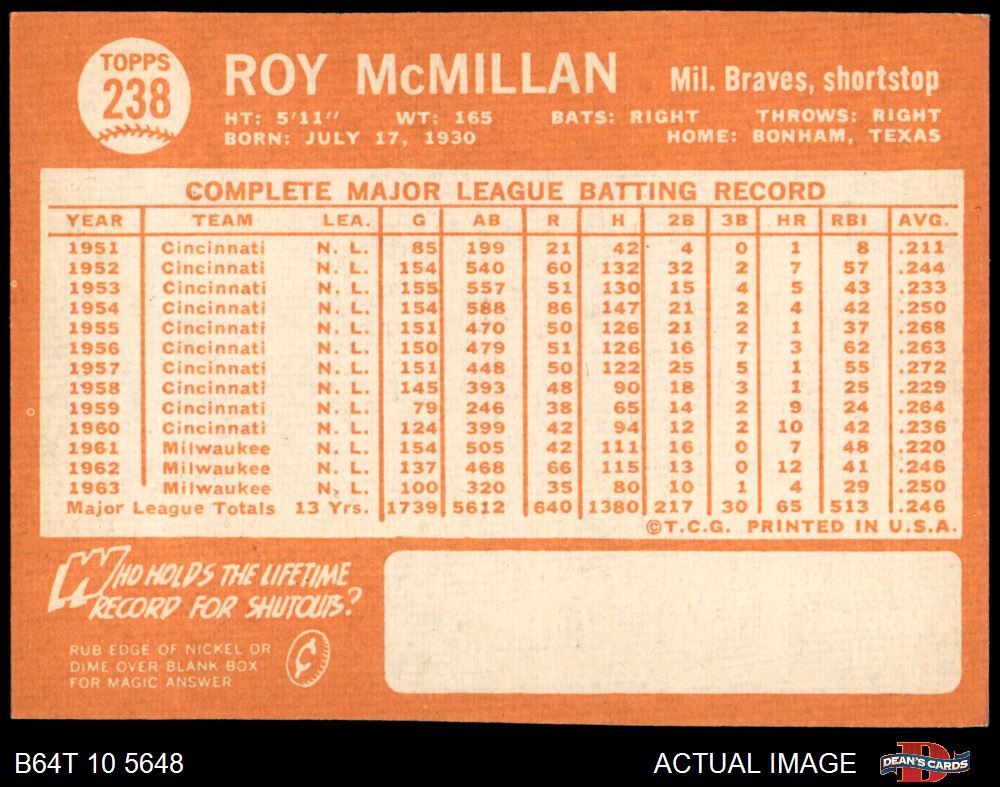 TOPPS
238
ROY McMILLAN Mil. Braves, shortstop
HT: 5'11" WT: 165 BATS: RIGHT THROWS: RIGHT
BORN: JULY 17, 1930 HOME: BONHAM, TEXAS
COMPLETE MAJOR LEAGUE BATTING RECORD
YEAR TEAM LEA. G AB R H 2B 3B HR RBI AVG.
1951 Cincinnati N. L. 85 199 21 42 4 0 1 8 .211
1952 Cincinnati N. L. 154 540 60 132 32 2 7 57 .244
1953 Cincinnati N. L. 155 557 51 130 15 4 5 43 .233
1954 Cincinnati N. L. 154 588 86 147 21 2 4 42 .250
1955 Cincinnati N. L. 151 470 50 126 21 2 1 37 .268
1956 Cincinnati N. L. 150 479 51 126 16 7 3 62 .263
1957 Cincinnati N. L. 151 448 50 122 25 5 1 55 .272
1958 Cincinnati N. L. 145 393 48 90 18 3 1 25 .229
1959 Cincinnati N. L. 79 246 38 65 14 2 9 24 .264
1960 Cincinnati N. L. 124 399 42 94 12 2 10 42 .236
1961 Milwaukee N. L. 154 505 42 111 16 0 7 48 .220
1962 Milwaukee N. L. 137 468 66 115 13 0 12 41 .246
1963 Milwaukee N. L. 100 320 35 80 10 1 4 29 .250
Major League Totals 13 Yrs. 1739 5612 640 1380 217 30 65 513 .246
©T.C.G. PRINTED IN U.S.A.
WHO HOLDS THE LIFETIME
RECORD FOR SHUTOUTS?
RUB EDGE OF NICKEL OR
DIME OVER BLANK BOX
FOR MAGIC ANSWER
¢
B64T 10 5648 ACTUAL IMAGE DEAN'S CARDS